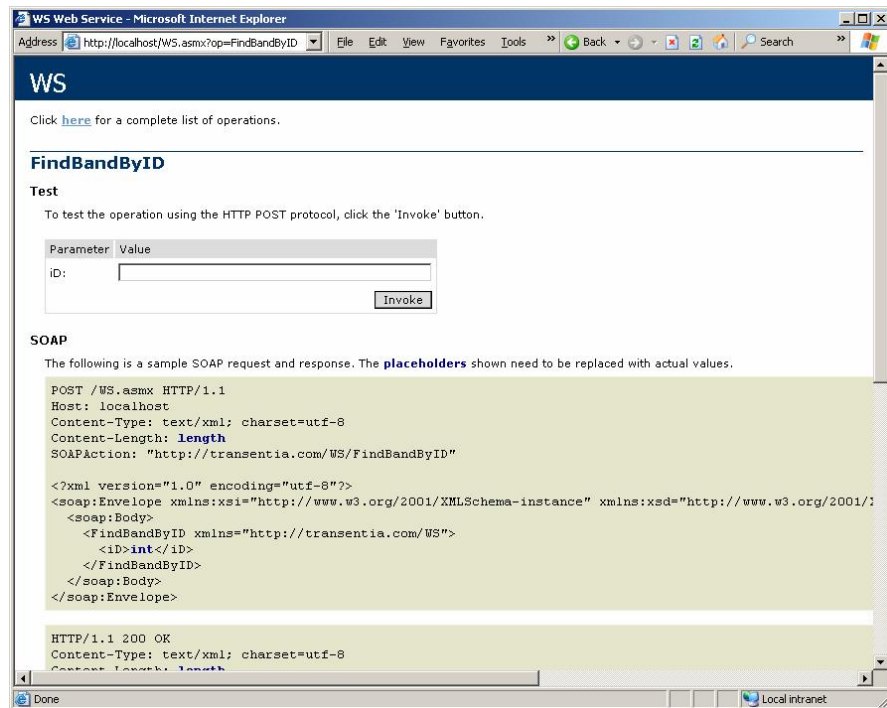 WS Web Service - Microsoft Internet Explorer
Address http://localhost/WS.asmx?op=FindBandByID File Edit View Favorites Tools » Back Search »
WS
Click here for a complete list of operations.
FindBandByID
Test
To test the operation using the HTTP POST protocol, click the 'Invoke' button.
Parameter Value
iD:
Invoke
SOAP
The following is a sample SOAP request and response. The placeholders shown need to be replaced with actual values.
POST /WS.asmx HTTP/1.1
Host: localhost
Content-Type: text/xml; charset=utf-8
Content-Length: length
SOAPAction: "http://transentia.com/WS/FindBandByID"
<?xml version="1.0" encoding="utf-8"?>
<soap:Envelope xmlns:xsi="http://www.w3.org/2001/XMLSchema-instance" xmlns:xsd="http://www.w3.org/2001/
<soap:Body>
<FindBandByID xmlns="http://transentia.com/WS">
<iD>int</iD>
</FindBandByID>
</soap:Body>
</soap:Envelope>
HTTP/1.1 200 OK
Content-Type: text/xml; charset=utf-8
Content-Length: length
Done Local intranet